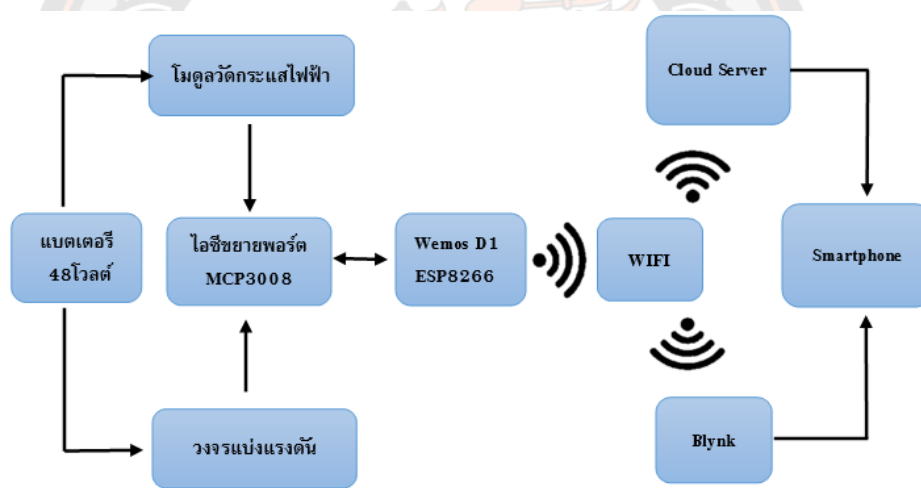 โมดูลวัดกระแสไฟฟ้า
Cloud Server
แบตเตอรี
48โวลต์
ไอซีขยายพอร์ต
MCP3008
Wemos D1
ESP8266
WIFI
Smartphone
วงจรแบ่งแรงดัน
Blynk